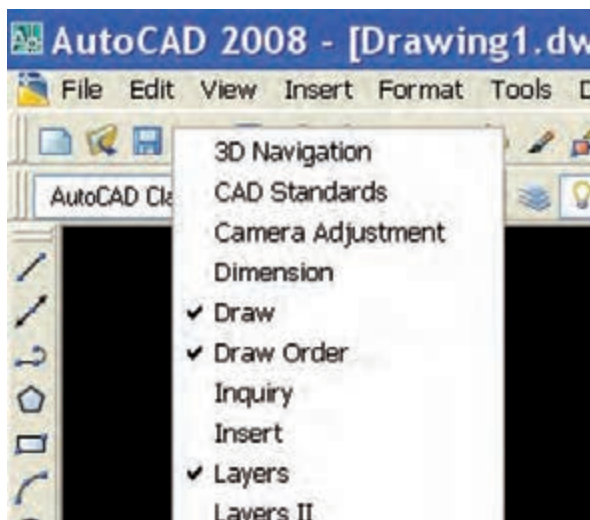 AutoCAD 2008 - [Drawing1.dw
File Edit View Insert Format Tools D
AutoCAD Cla
3D Navigation
CAD Standards
Camera Adjustment
Dimension
Draw
Draw Order
Inquiry
Insert
Layers
Layers II